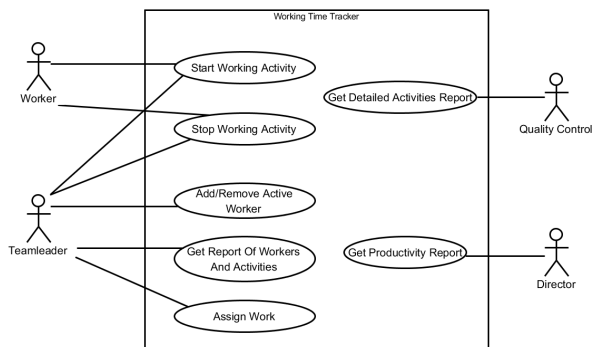 Working Time Tracker
Start Working Activity
Worker
Get Detailed Activities Report
Quality Control
Stop Working Activity
Add/Remove Active
Worker
Teamleader
Get Report Of Workers
And Activities
Get Productivity Report
Director
Assign Work